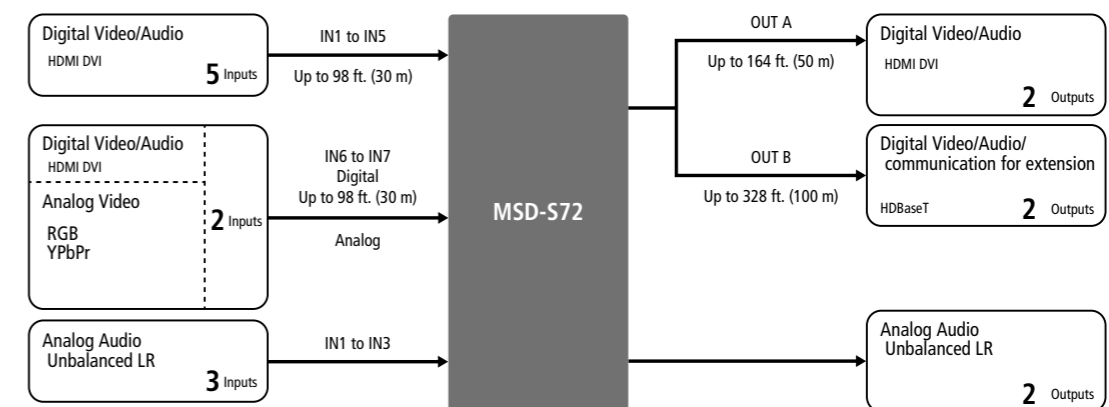 Digital Video/Audio
HDMI DVI
5 Inputs
IN1 to IN5
Up to 98 ft. (30 m)
Digital Video/Audio
HDMI DVI
Analog Video
RGB
YPbPr
2 Inputs
IN6 to IN7
Digital
Up to 98 ft. (30 m)
Analog
Analog Audio
Unbalanced LR
3 Inputs
IN1 to IN3
MSD-S72
OUT A
Up to 164 ft. (50 m)
Digital Video/Audio
HDMI DVI
2 Outputs
OUT B
Up to 328 ft. (100 m)
Digital Video/Audio/
communication for extension
HDBaseT
2 Outputs
Analog Audio
Unbalanced LR
2 Outputs